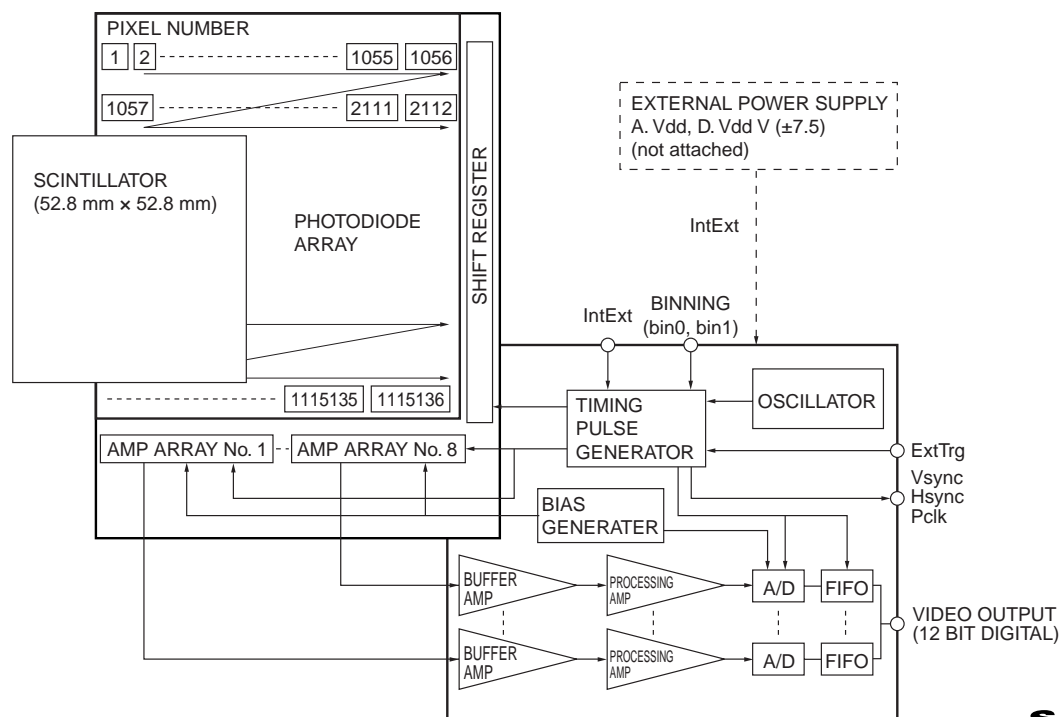 PIXEL NUMBER
1 2 1055 1056
1057 2111 2112
SCINTILLATOR
(52.8 mm × 52.8 mm)
PHOTODIODE
ARRAY
SHIFT REGISTER
1115135 1115136
EXTERNAL POWER SUPPLY
A. Vdd, D. Vdd V (±7.5)
(not attached)
IntExt
IntExt
BINNING
(bin0, bin1)
TIMING
PULSE
GENERATOR
OSCILLATOR
AMP ARRAY No. 1
AMP ARRAY No. 8
ExtTrg
Vsync
Hsync
Pclk
BIAS
GENERATER
BUFFER
AMP
PROCESSING
AMP
A/D
FIFO
VIDEO OUTPUT
(12 BIT DIGITAL)
BUFFER
AMP
PROCESSING
AMP
A/D
FIFO